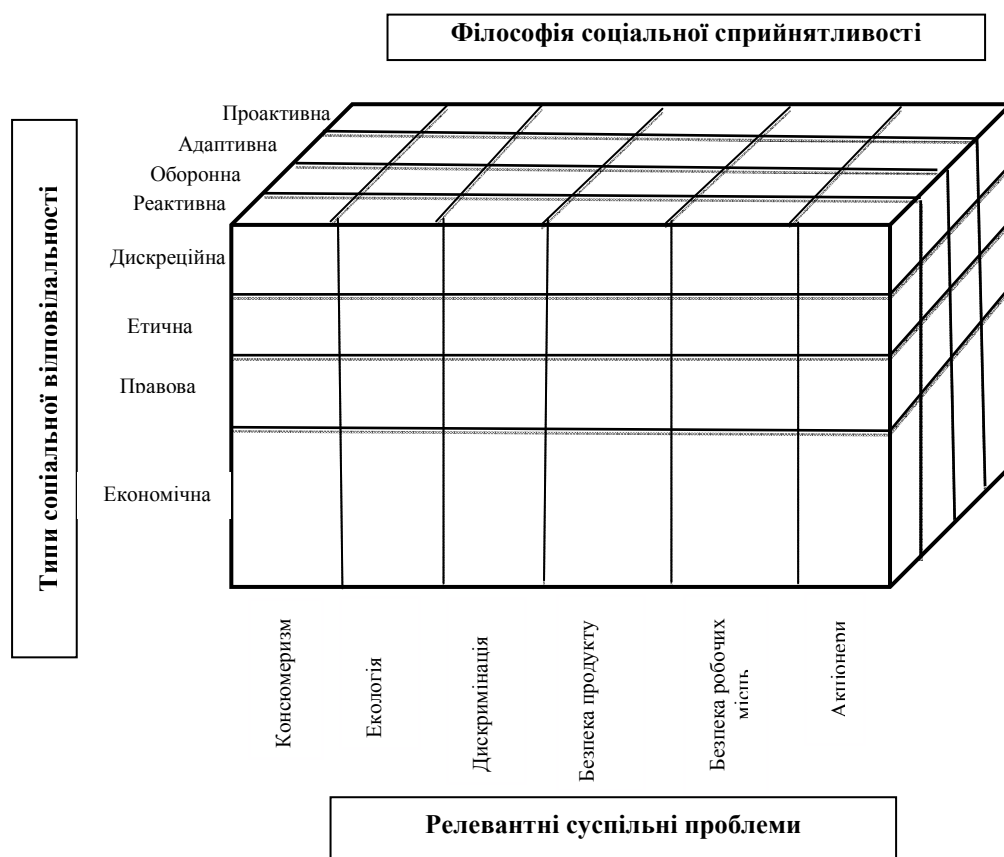 Філософія соціальної сприйнятливості
Проактивна
Адаптивна
Оборонна
Реактивна
Типи соціальної відповідальності
Дискреційна
Етична
Правова
Економічна
Консюмеризм
Екологія
Дискримінація
Безпека продукту
Безпека робочих
місць
Акціонери
Релевантні суспільні проблеми